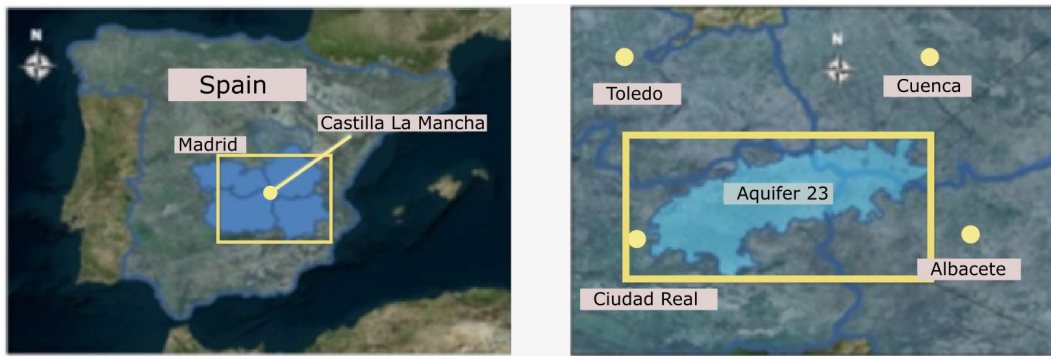 N
Spain
Castilla La Mancha
Madrid
N
Toledo
Cuenca
Aquifer 23
Albacete
Ciudad Real